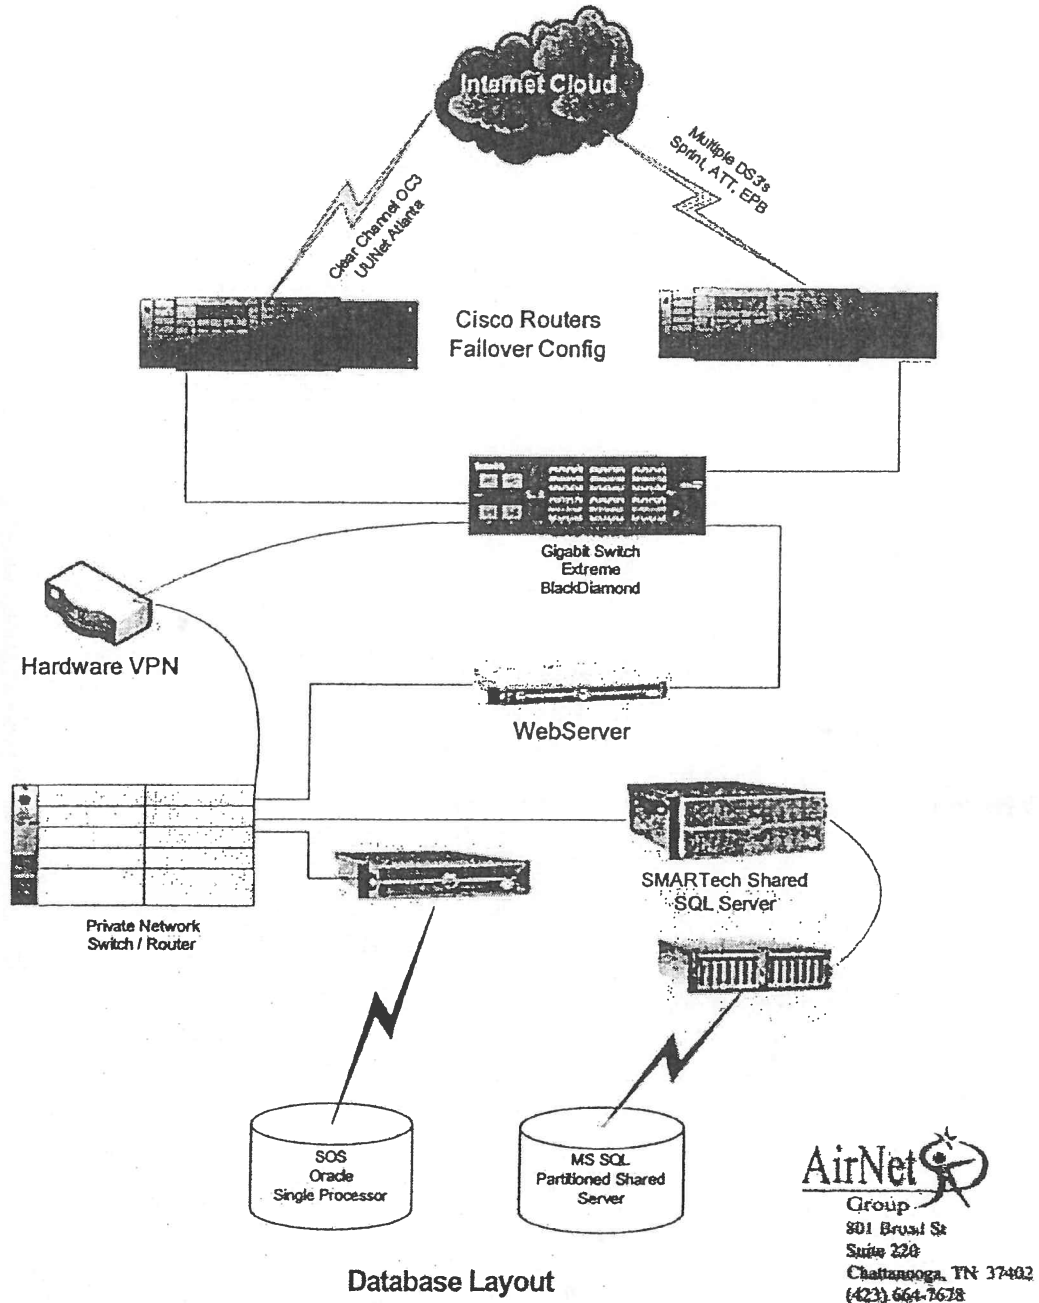 Internet Cloud
Multiple DS3's
Sprint, ATT, EPB
Clear Channel OC3
UUNet Atlanta
Cisco Routers
Failover Config
Gigabit Switch
Extreme
BlackDiamond
Hardware VPN
WebServer
SMARTech Shared
SQL Server
Private Network
Switch / Router
SOS
Oracle
Single Processor
MS SQL
Partitioned Shared
Server
AirNet
Group
801 Broad St
Suite 220
Chattanooga, TN 37402
(423) 664-7678
Database Layout